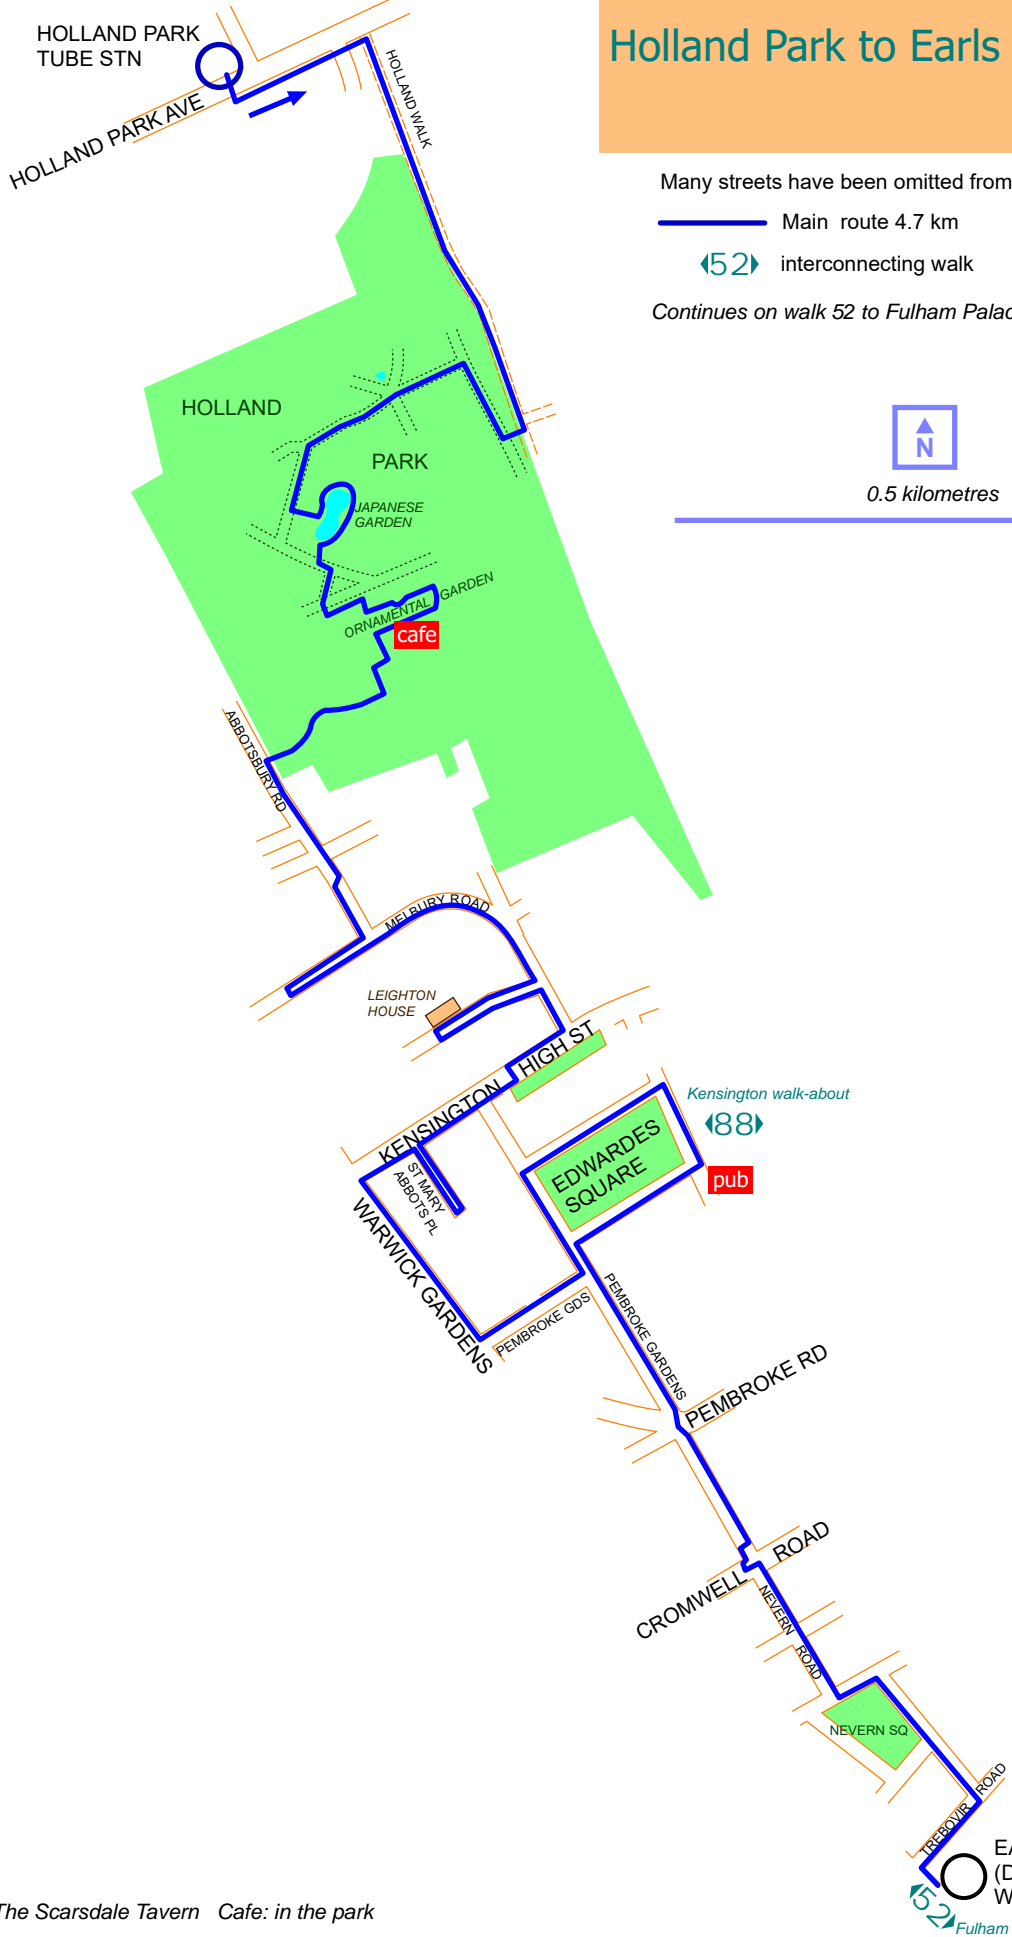 HOLLAND PARK
TUBE STN
Holland Park to Earls
HOLLAND PARK AVE
HOLLAND WALK
Many streets have been omitted from
Main route 4.7 km
52 interconnecting walk
Continues on walk 52 to Fulham Palac
N
0.5 kilometres
HOLLAND
PARK
JAPANESE
GARDEN
ORNAMENTAL GARDEN
cafe
ABBOTSBURY RD
MELBURY ROAD
LEIGHTON
HOUSE
KENSINGTON HIGH ST
Kensington walk-about
88
EDWARDES
SQUARE
pub
ST MARY
ABBOTS PL
WARWICK GARDENS
PEMBROKE GDS
PEMBROKE GARDENS
PEMBROKE RD
CROMWELL ROAD
NEVERN ROAD
NEVERN SQ
TREBOVIR ROAD
EA
(D
W
52
Fulham
The Scarsdale Tavern Cafe: in the park